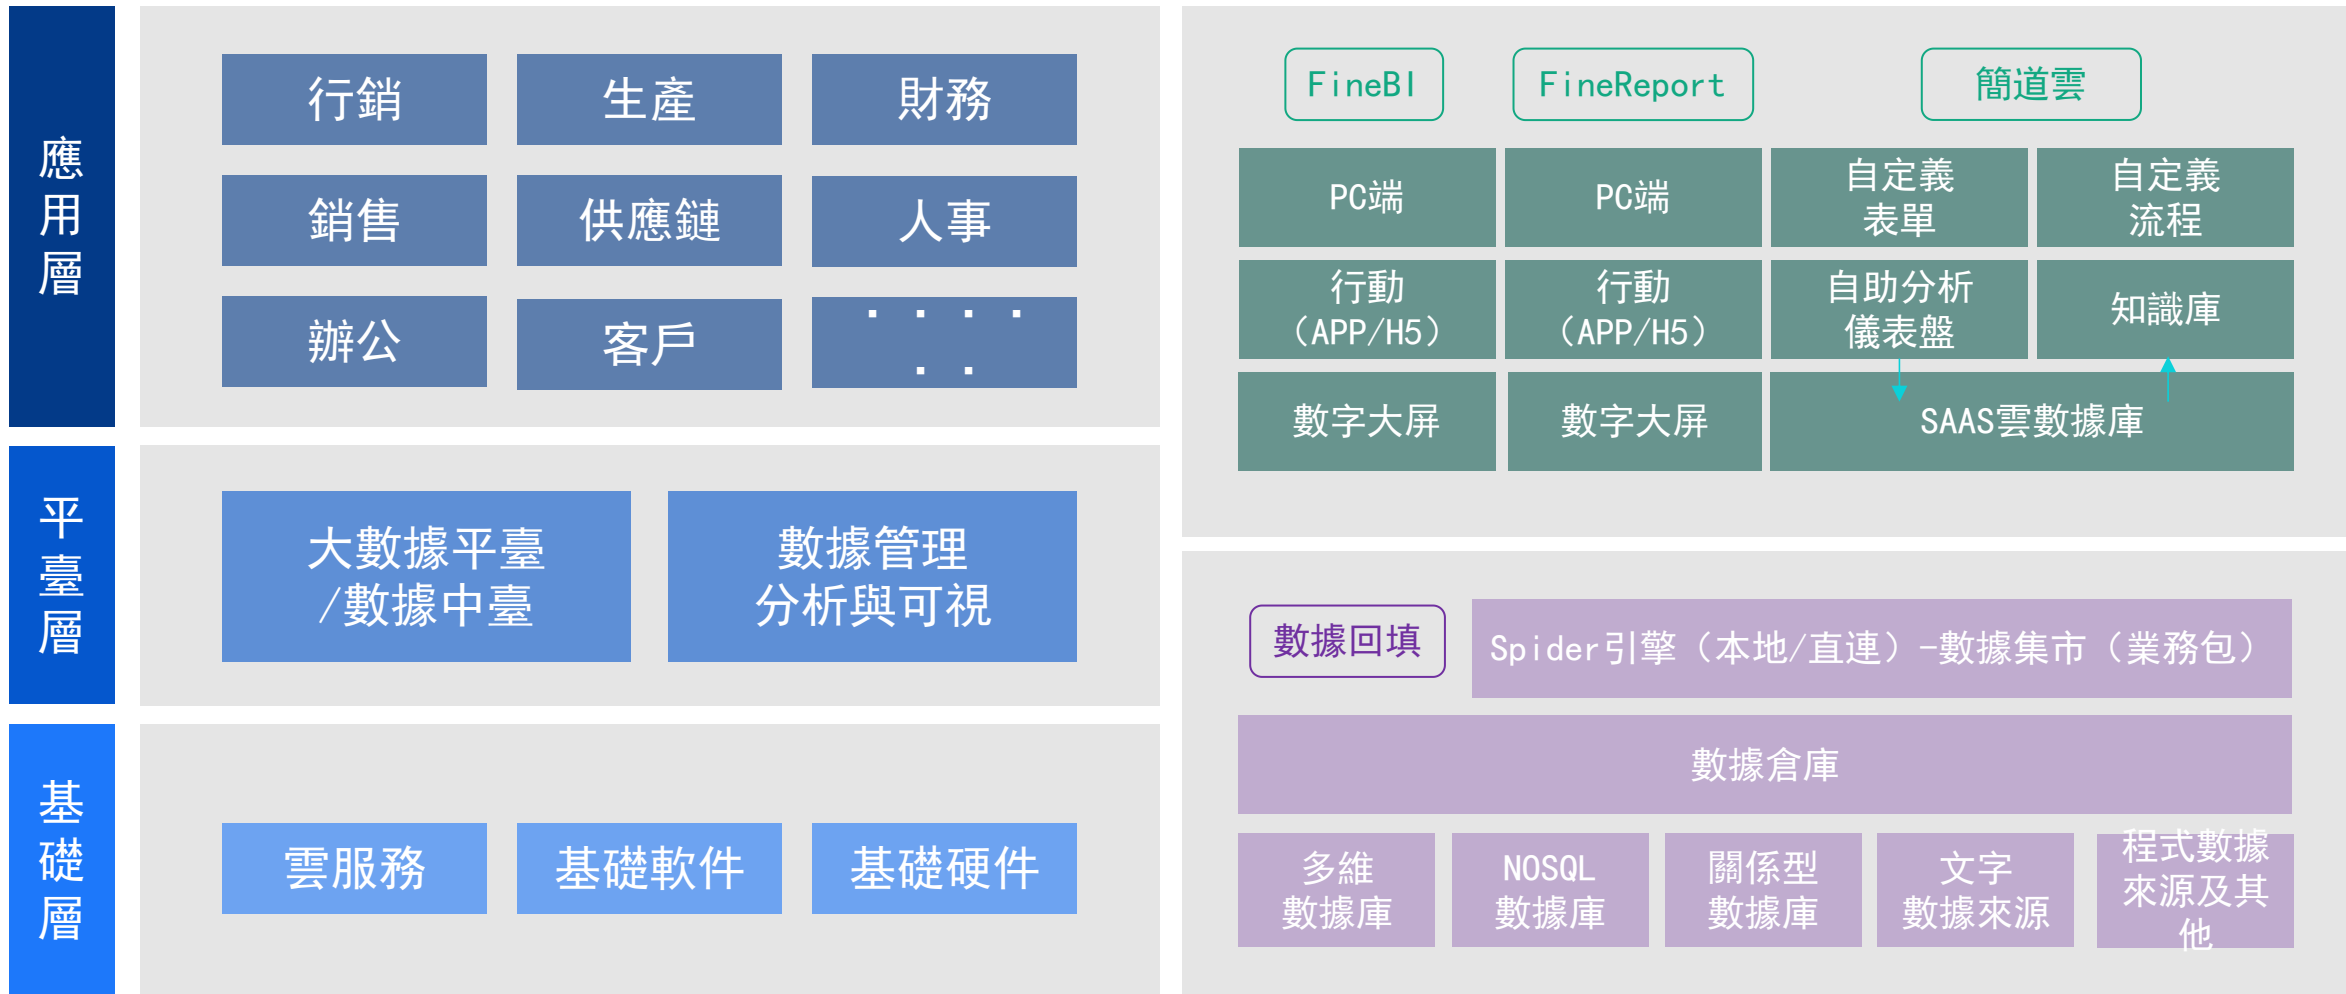 應用層
行銷
生產
財務
銷售
供應鏈
人事
辦公
客戶
· · · ·
· ·
平臺層
大數據平臺
/數據中臺
數據管理
分析與可視
基礎層
雲服務
基礎軟件
基礎硬件
FineBI
FineReport
簡道雲
PC端
PC端
自定義
表單
自定義
流程
行動
（APP/H5）
行動
（APP/H5）
自助分析
儀表盤
知識庫
數字大屏
數字大屏
SAAS雲數據庫
數據回填
Spider引擎（本地/直連）-數據集市（業務包）
數據倉庫
多維
數據庫
NOSQL
數據庫
關係型
數據庫
文字
數據來源
程式數據
來源及其
他